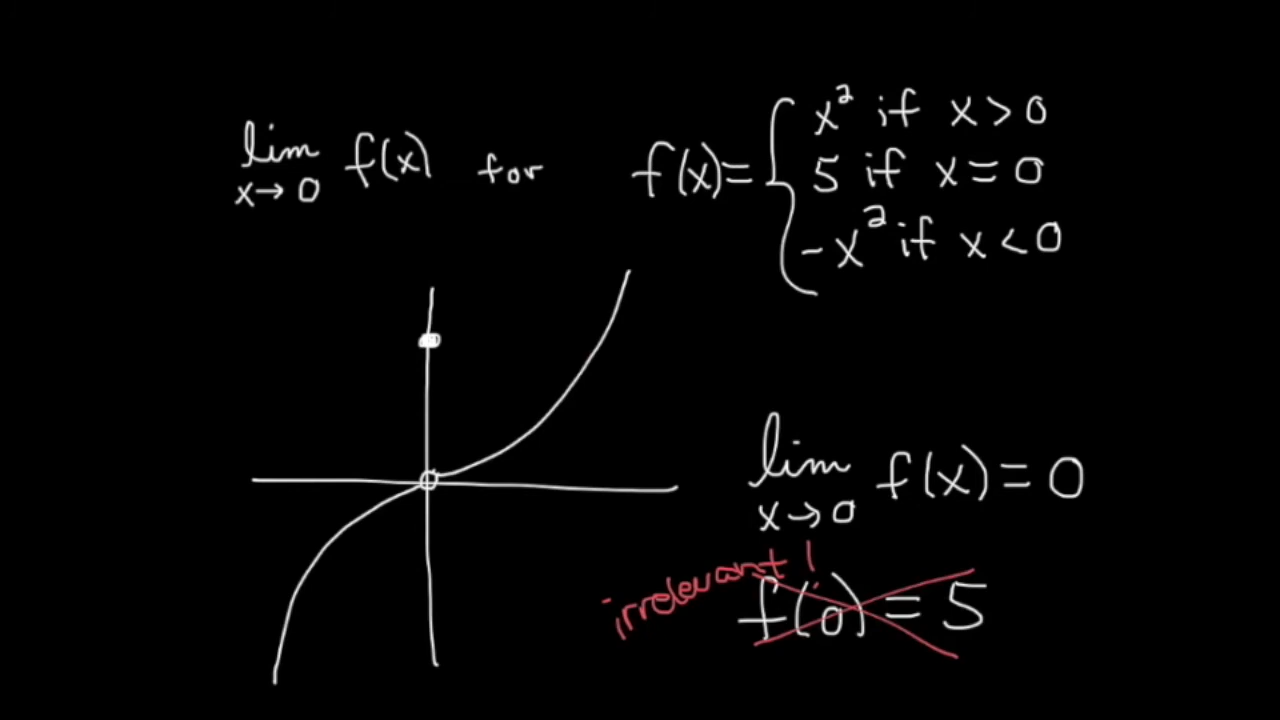 lim f(x) for f(x)= { x² if x>0
x→0
5 if x=0
-x² if x<0
lim f(x)=0
x→0
irrelevant!
f(0)=5